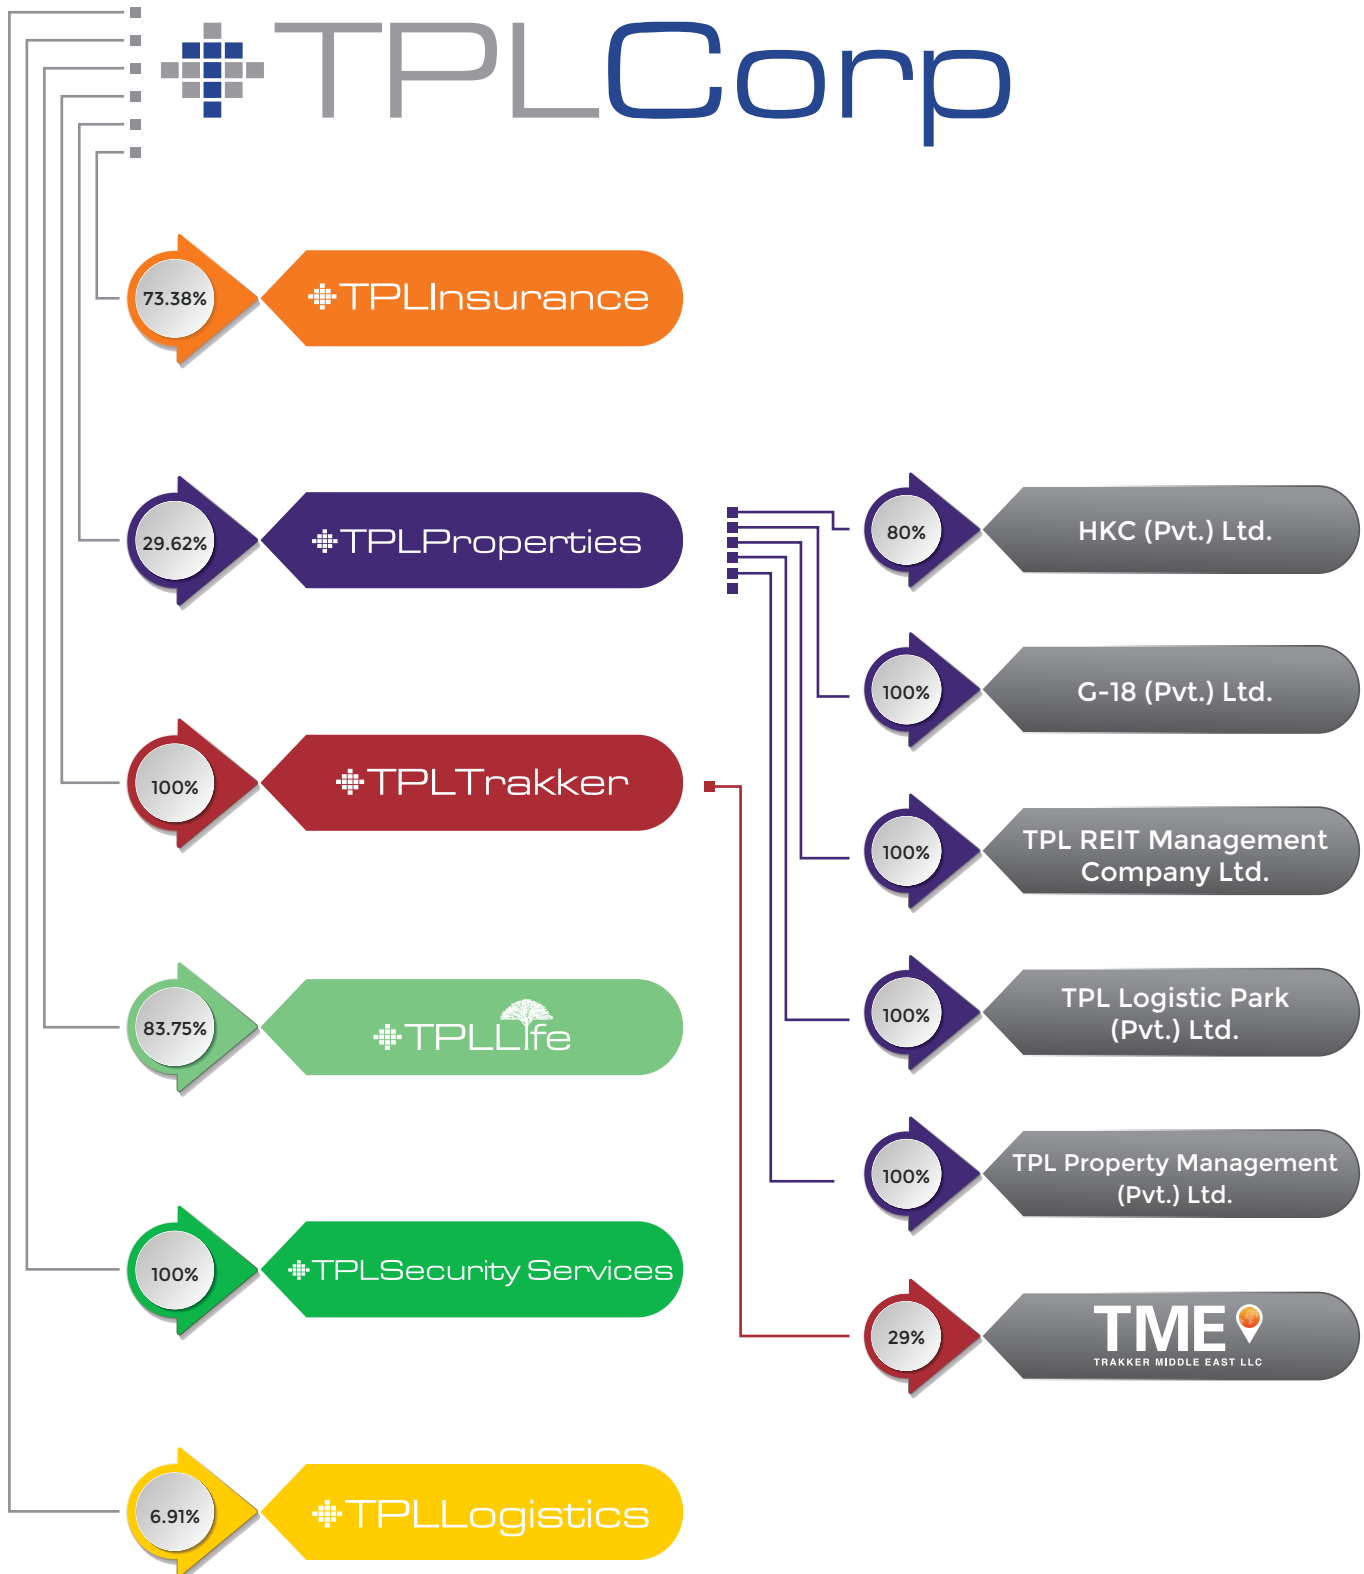 TPLCorp
73.38%
TPLInsurance
29.62%
TPLProperties
80%
HKC (Pvt.) Ltd.
100%
G-18 (Pvt.) Ltd.
100%
TPLTrakker
100%
TPL REIT Management
Company Ltd.
100%
TPL Logistic Park
(Pvt.) Ltd.
83.75%
TPLLife
100%
TPL Property Management
(Pvt.) Ltd.
100%
TPLSecurity Services
29%
TME
TRAKKER MIDDLE EAST LLC
6.91%
TPLLogistics